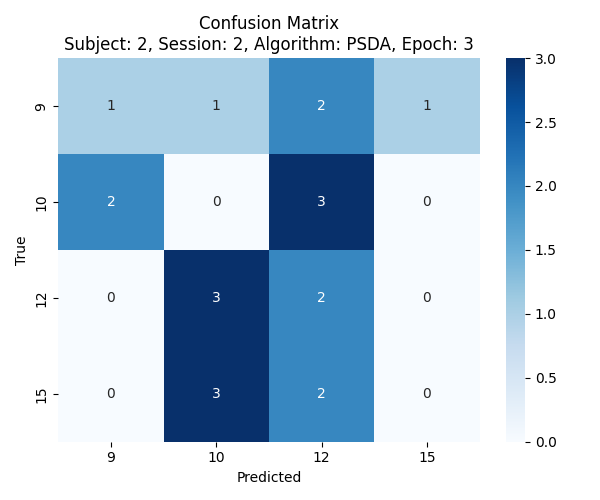 Confusion Matrix
Subject: 2, Session: 2, Algorithm: PSDA, Epoch: 3
True
9
1 1 2 1
10
2 0 3 0
12
0 3 2 0
15
0 3 2 0
9 10 12 15
Predicted
3.0
2.5
2.0
1.5
1.0
0.5
0.0